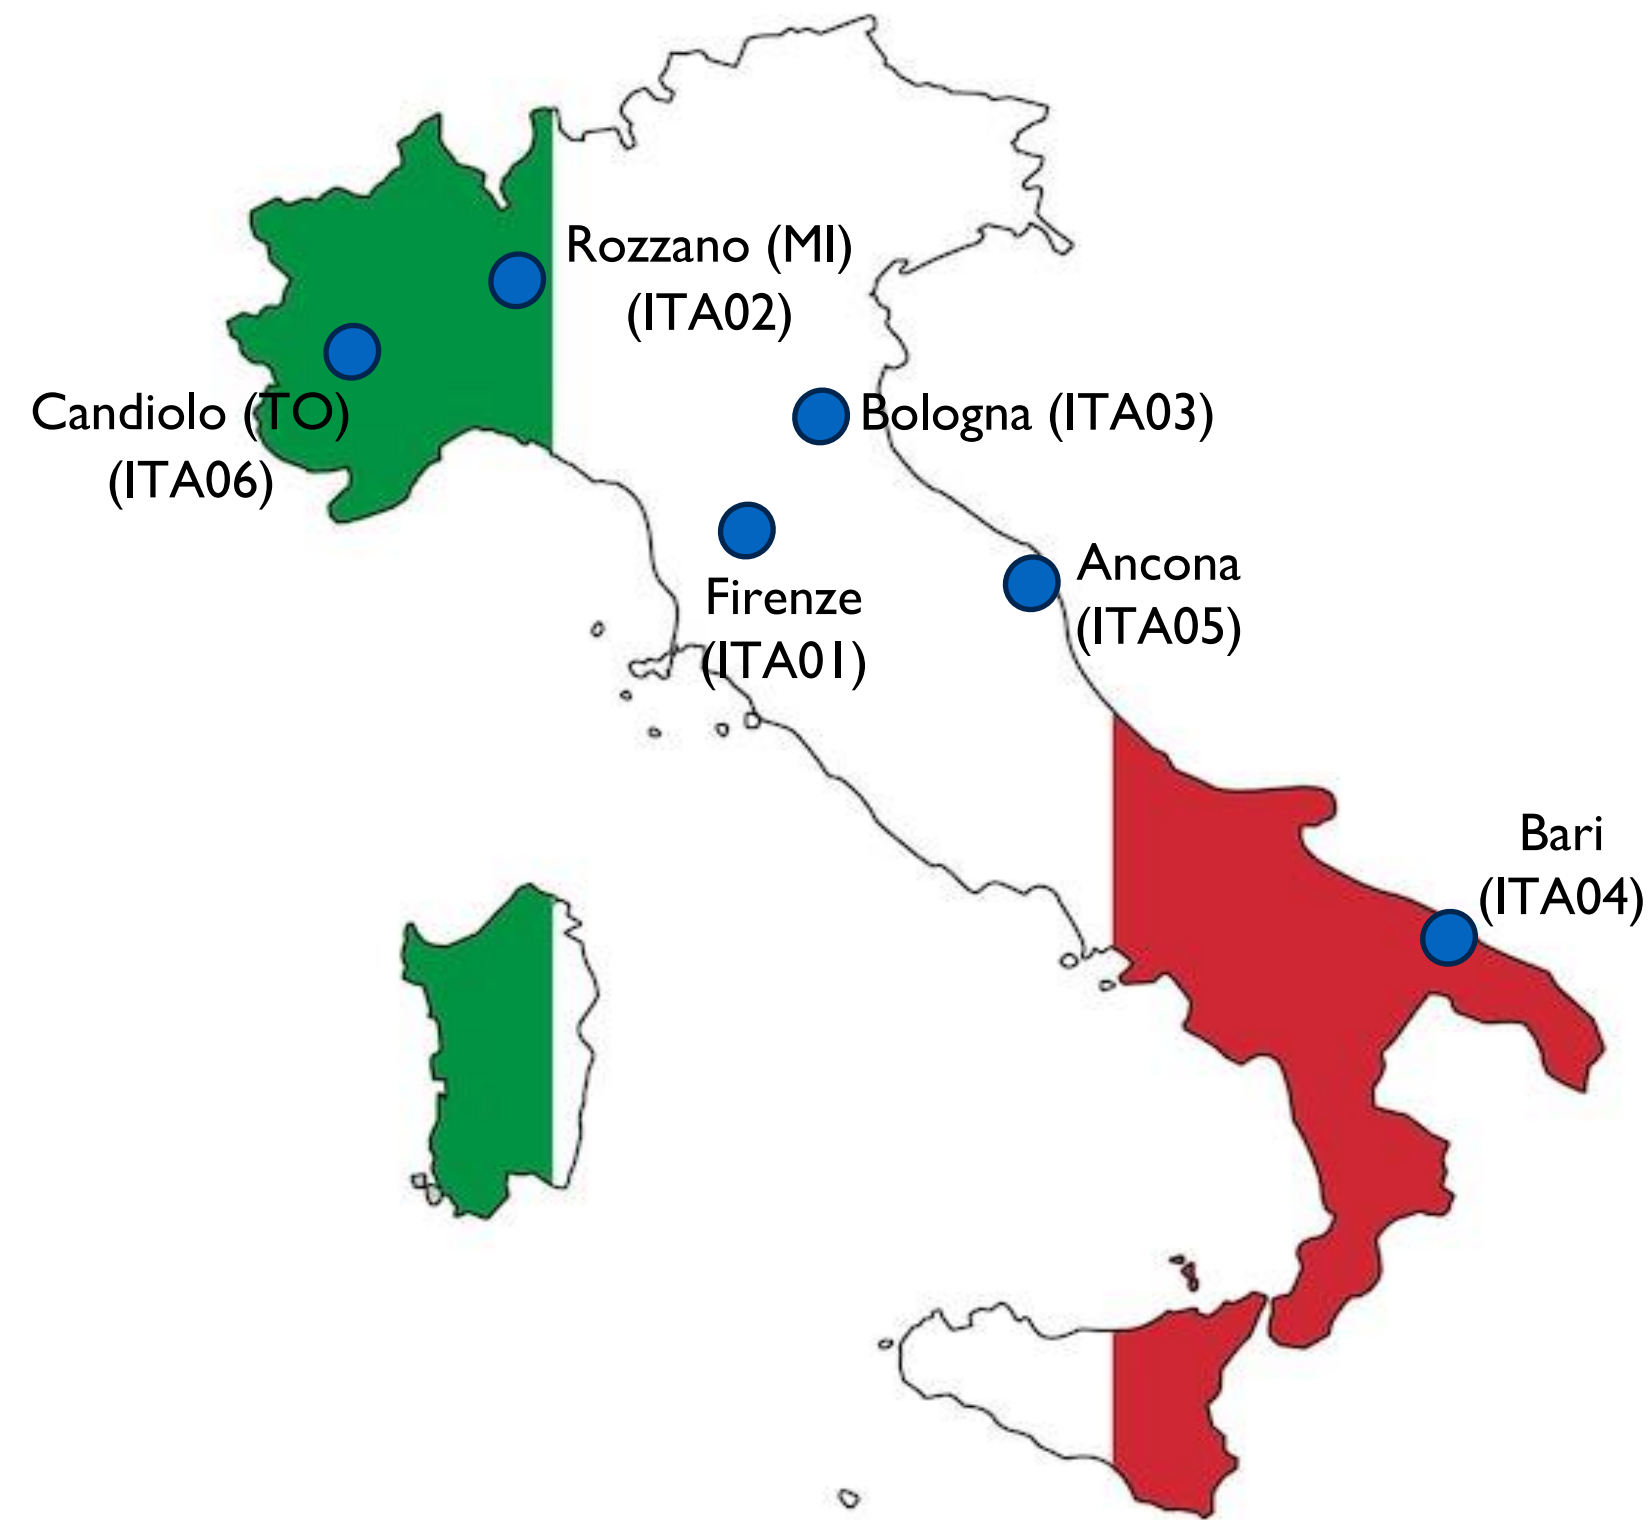 Rozzano (MI)
(ITA02)
Candiolo (TO)
(ITA06)
Bologna (ITA03)
Firenze
(ITA01)
Ancona
(ITA05)
Bari
(ITA04)